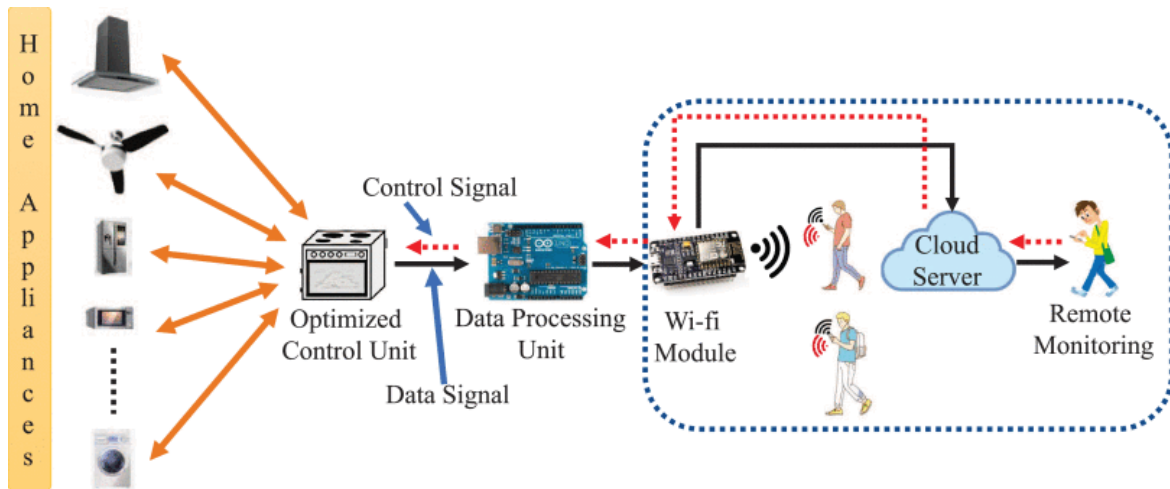 Home Appliances
Control Signal
Optimized
Control Unit
Data Signal
Data Processing
Unit
Wi-fi
Module
Cloud
Server
Remote
Monitoring